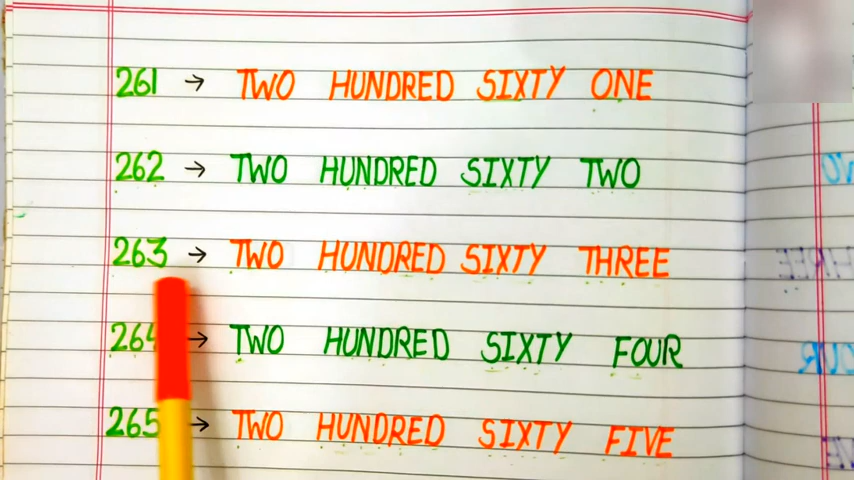 261 → TWO HUNDRED SIXTY ONE
262 → TWO HUNDRED SIXTY TWO
263 → TWO HUNDRED SIXTY THREE
264 → TWO HUNDRED SIXTY FOUR
265 → TWO HUNDRED SIXTY FIVE